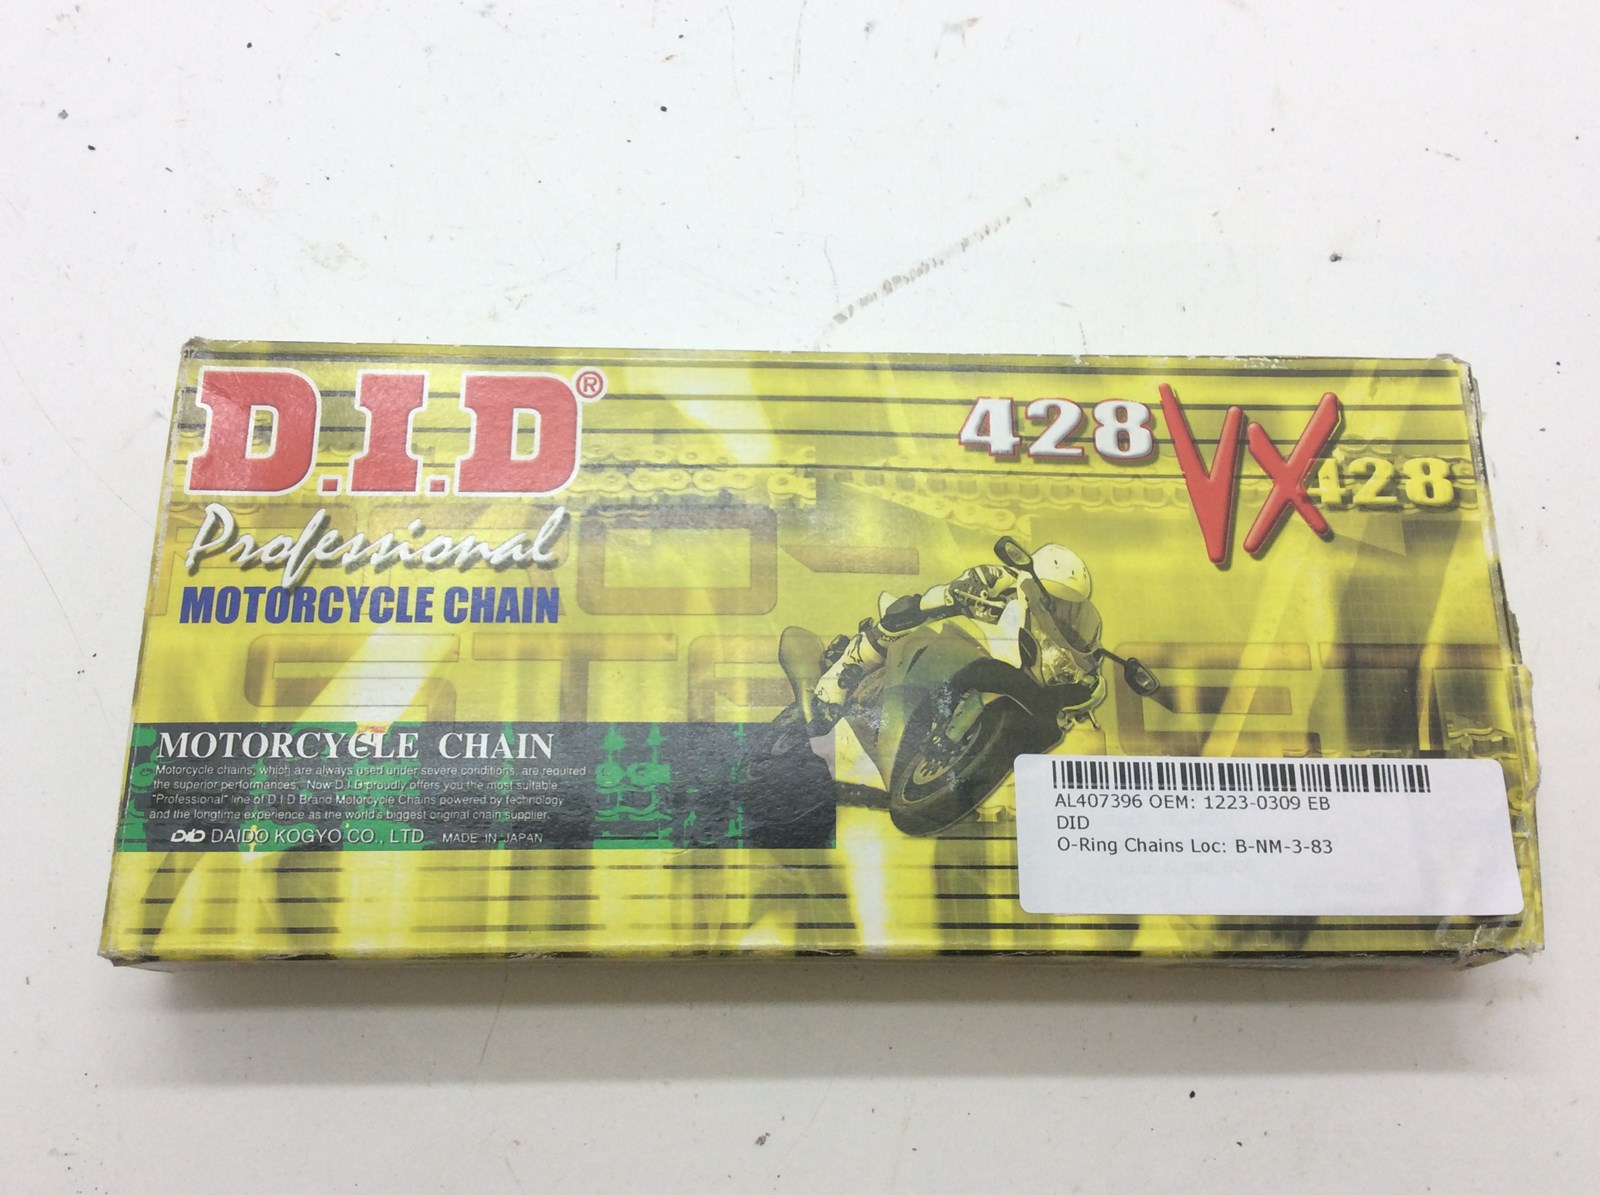 D.I.D®
Professional
MOTORCYCLE CHAIN
428 VX 428
MOTORCYCLE CHAIN
Motorcycle chains, which are always used under severe conditions, are required
the superior performances. Now D.I.D proudly offers you the most suitable
"Professional" line of D.I.D Brand Motorcycle Chains powered by technology
and the longtime experience as the world's biggest original chain supplier.
DID DAIDO KOGYO CO., LTD MADE IN JAPAN
AL407396 OEM: 1223-0309 EB
DID
O-Ring Chains Loc: B-NM-3-83